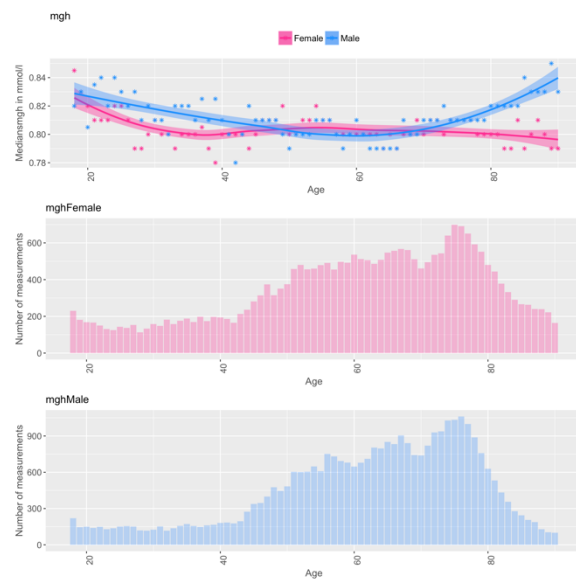 mgh
Female Male
Mediansmgh in mmol/l
0.84
0.82
0.80
0.78
20 40 60 80
Age
mghFemale
Number of measurements
600
400
200
0
20 40 60 80
Age
mghMale
Number of measurements
900
600
300
0
20 40 60 80
Age